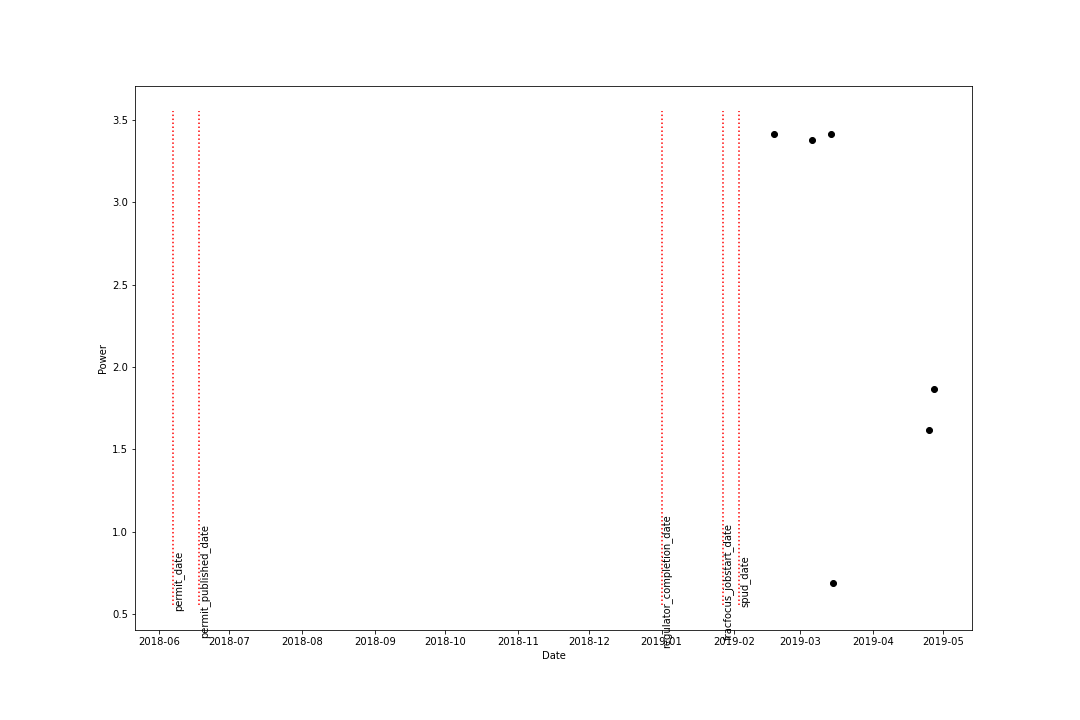 3.5
3.0
2.5
2.0
1.5
1.0
0.5
Power
permit_date
permit_published_date
regulator_completion_date
fracfocus_jobstart_date
spud_date
2018-06
2018-07
2018-08
2018-09
2018-10
2018-11
2018-12
2019-01
2019-02
2019-03
2019-04
2019-05
Date